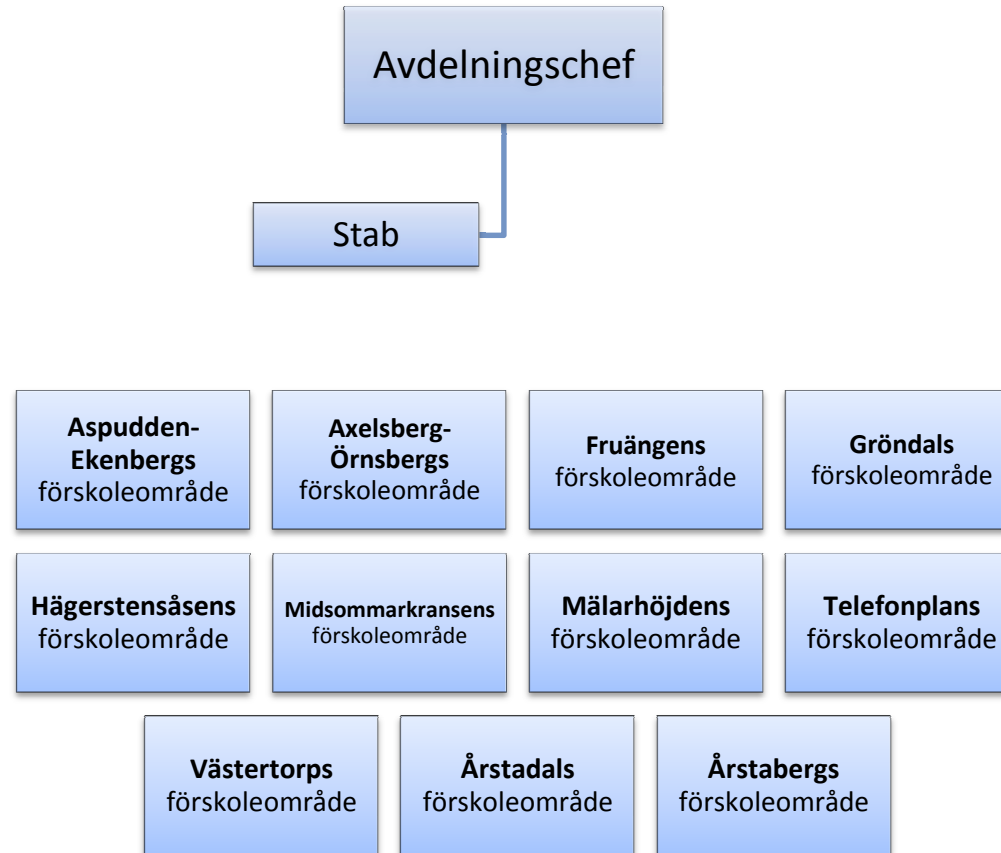 Avdelningschef
Stab
Aspudden-
Ekenbergs
förskoleområde
Axelsberg-
Örnsbergs
förskoleområde
Fruängens
förskoleområde
Gröndals
förskoleområde
Hägerstensåsens
förskoleområde
Midsommarkransens
förskoleområde
Mälarhöjdens
förskoleområde
Telefonplans
förskoleområde
Västertorps
förskoleområde
Årstadals
förskoleområde
Årstabergs
förskoleområde